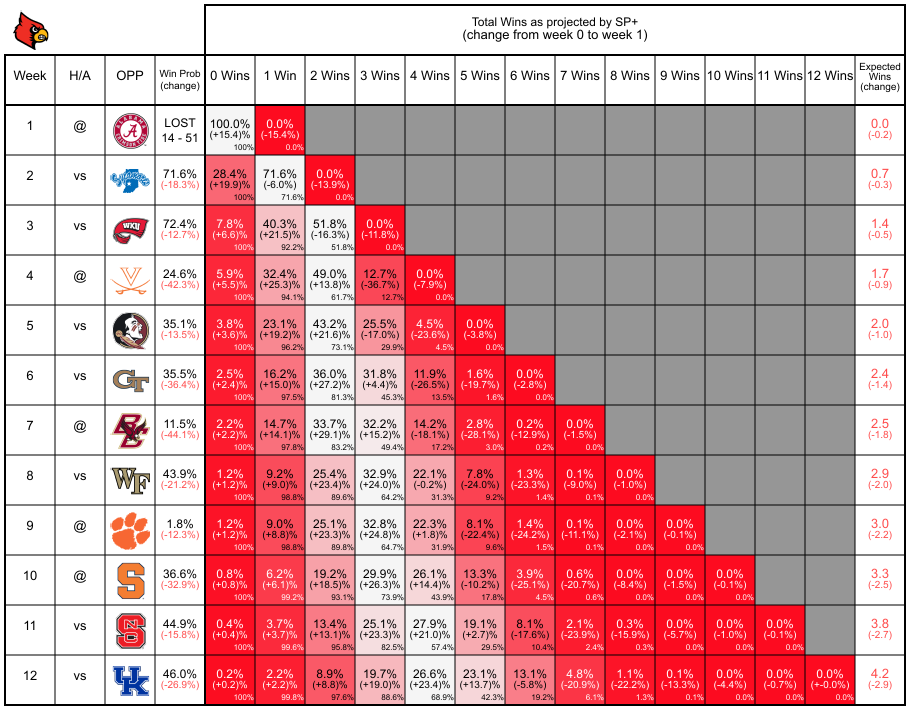 Total Wins as projected by SP+
(change from week 0 to week 1)
Week H/A OPP Win Prob (change) 0 Wins 1 Win 2 Wins 3 Wins 4 Wins 5 Wins 6 Wins 7 Wins 8 Wins 9 Wins 10 Wins 11 Wins 12 Wins Expected Wins (change)
1 @ LOST 100.0% 0.0% 0.0
14 - 51 (+15.4)% (-15.4%) (-0.2)
100% 0.0%
2 vs 71.6% 28.4% 71.6% 0.0% 0.7
(-18.3%) (+19.9)% (-6.0%) (-13.9%) (-0.3)
100% 71.6% 0.0%
3 vs WKU 72.4% 7.8% 40.3% 51.8% 0.0% 1.4
(-12.7%) (+6.6)% (+21.5)% (-16.3%) (-11.8%) (-0.5)
100% 92.2% 51.8% 0.0%
4 @ 24.6% 5.9% 32.4% 49.0% 12.7% 0.0% 1.7
(-42.3%) (+5.5)% (+25.3)% (+13.8)% (-36.7%) (-7.9%) (-0.9)
100% 94.1% 61.7% 12.7% 0.0%
5 vs 35.1% 3.8% 23.1% 43.2% 25.5% 4.5% 0.0% 2.0
(-13.5%) (+3.6)% (+19.2)% (+21.6)% (-17.0%) (-23.6%) (-3.8%) (-1.0)
100% 96.2% 73.1% 29.9% 4.5% 0.0%
6 vs GT 35.5% 2.5% 16.2% 36.0% 31.8% 11.9% 1.6% 0.0% 2.4
(-36.4%) (+2.4)% (+15.0)% (+27.2)% (+4.4)% (-26.5%) (-19.7%) (-2.8%) (-1.4)
100% 97.5% 81.3% 45.3% 13.5% 1.6% 0.0%
7 @ BC 11.5% 2.2% 14.7% 33.7% 32.2% 14.2% 2.8% 0.2% 0.0% 2.5
(-44.1%) (+2.2)% (+14.1)% (+29.1)% (+15.2)% (-18.1%) (-28.1%) (-12.9%) (-1.5%) (-1.8)
100% 97.8% 83.2% 49.4% 17.2% 3.0% 0.2% 0.0%
8 vs WF 43.9% 1.2% 9.2% 25.4% 32.9% 22.1% 7.8% 1.3% 0.1% 0.0% 2.9
(-21.2%) (+1.2)% (+9.0)% (+23.4)% (+24.0)% (-0.2%) (-24.0%) (-23.3%) (-9.0%) (-1.0%) (-2.0)
100% 98.8% 89.6% 64.2% 31.3% 9.2% 1.4% 0.1% 0.0%
9 @ 1.8% 1.2% 9.0% 25.1% 32.8% 22.3% 8.1% 1.4% 0.1% 0.0% 0.0% 3.0
(-12.3%) (+1.2)% (+8.8)% (+23.3)% (+24.8)% (+1.8)% (-22.4%) (-24.2%) (-11.1%) (-2.1%) (-0.1%) (-2.2)
100% 98.8% 89.8% 64.7% 31.9% 9.6% 1.5% 0.1% 0.0% 0.0%
10 @ S 36.6% 0.8% 6.2% 19.2% 29.9% 26.1% 13.3% 3.9% 0.6% 0.0% 0.0% 0.0% 3.3
(-32.9%) (+0.8)% (+6.1)% (+18.5)% (+26.3)% (+14.4)% (-10.2%) (-25.1%) (-20.7%) (-8.4%) (-1.5%) (-0.1%) (-2.5)
100% 99.2% 93.1% 73.9% 43.9% 17.8% 4.5% 0.6% 0.0% 0.0% 0.0%
11 vs NCS 44.9% 0.4% 3.7% 13.4% 25.1% 27.9% 19.1% 8.1% 2.1% 0.3% 0.0% 0.0% 0.0% 3.8
(-15.8%) (+0.4)% (+3.7)% (+13.1)% (+23.3)% (+21.0)% (+2.7)% (-17.6%) (-23.9%) (-15.9%) (-5.7%) (-1.0%) (-0.1%) (-2.7)
100% 99.6% 95.8% 82.5% 57.4% 29.5% 10.4% 2.4% 0.3% 0.0% 0.0% 0.0%
12 vs UK 46.0% 0.2% 2.2% 8.9% 19.7% 26.6% 23.1% 13.1% 4.8% 1.1% 0.1% 0.0% 0.0% 0.0% 4.2
(-26.9%) (+0.2)% (+2.2)% (+8.8)% (+19.0)% (+23.4)% (+13.7)% (-5.8%) (-20.9%) (-22.2%) (-13.3%) (-4.4%) (-0.7%) (+-0.0)% (-2.9)
100% 99.8% 97.6% 88.6% 68.9% 42.3% 19.2% 6.1% 1.3% 0.1% 0.0% 0.0% 0.0%